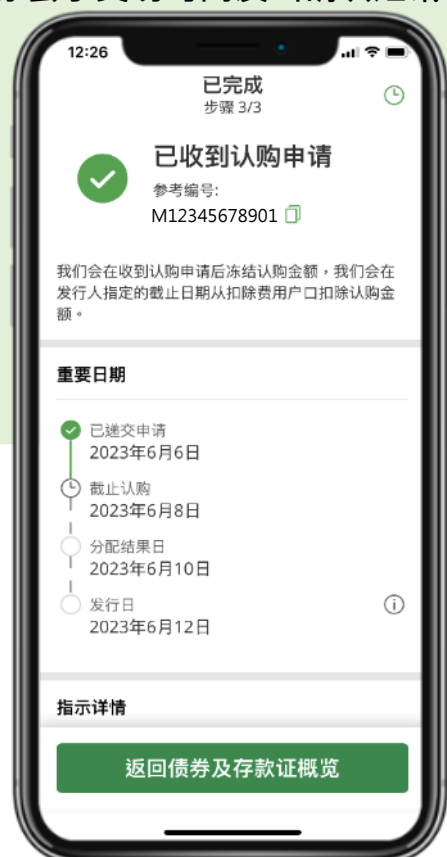 12:26
已完成
步骤 3/3
已收到认购申请
参考编号:
M12345678901
我们会在收到认购申请后冻结认购金额，我们会在
发行人指定的截止日期从扣除费用户口扣除认购金
额。
重要日期
已递交申请
2023年6月6日
截止认购
2023年6月8日
分配结果日
2023年6月10日
发行日
2023年6月12日
指示详情
返回债券及存款证概览